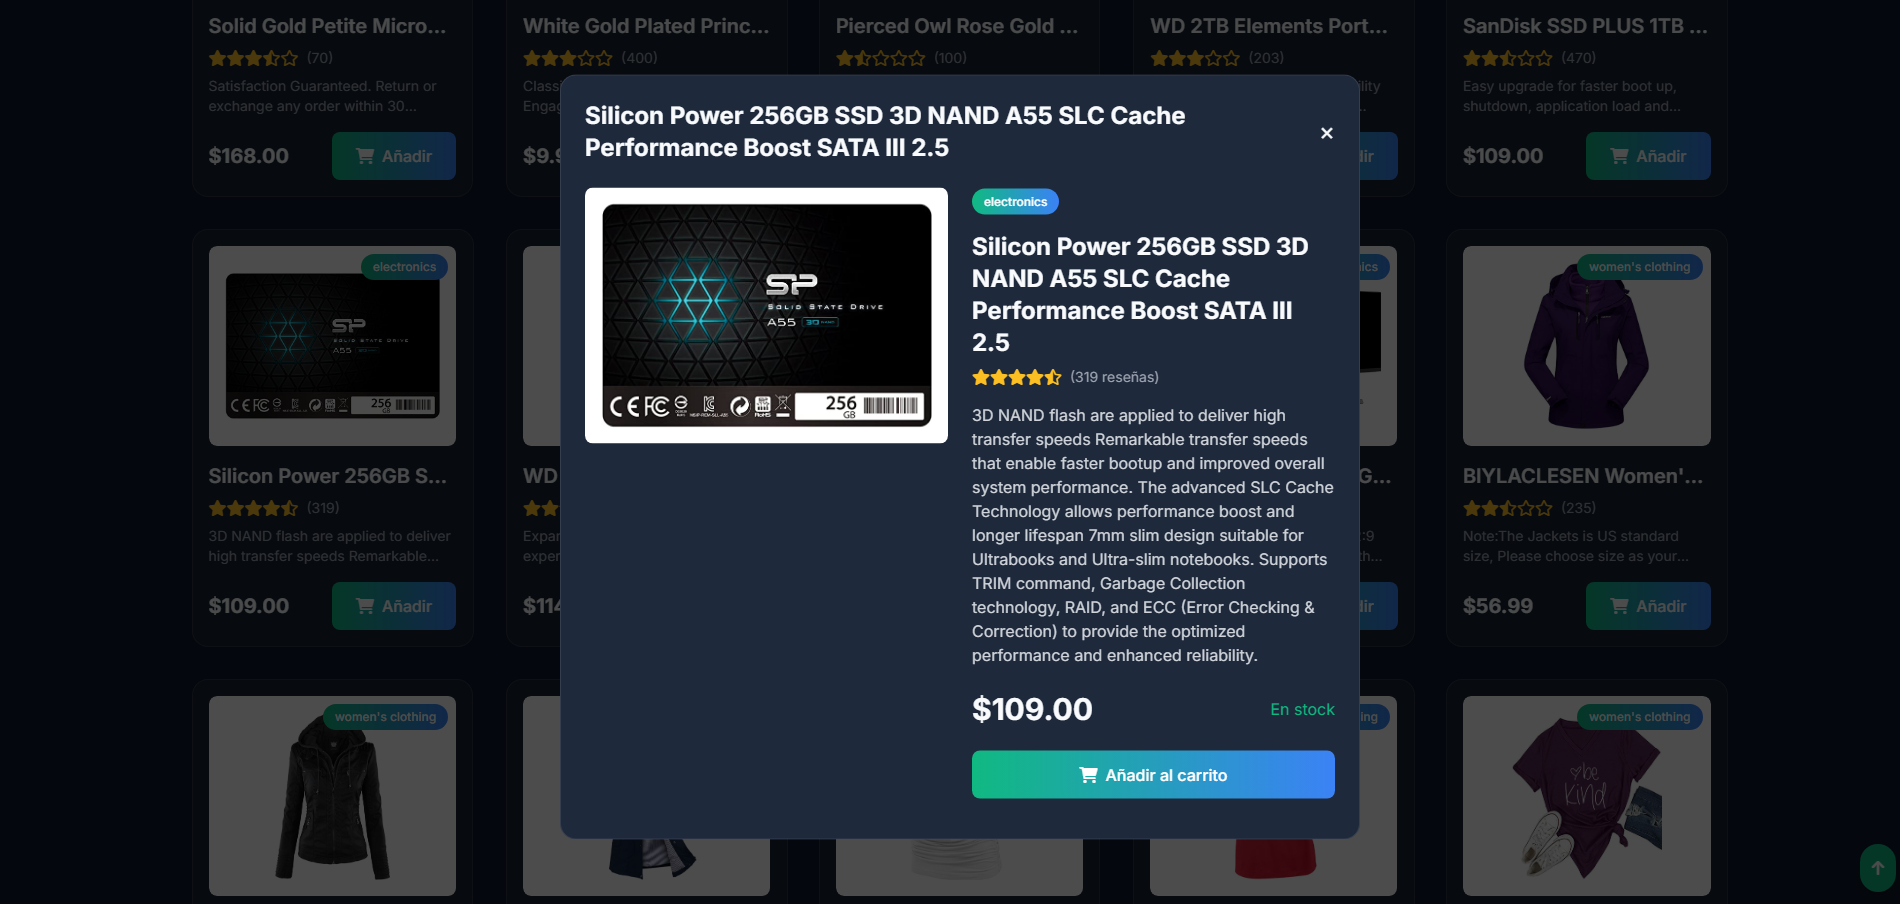 Solid Gold Petite Micro...
(70)
Satisfaction Guaranteed. Return or
exchange any order within 30...
$168.00
Añadir
White Gold Plated Princ...
(400)
Pierced Owl Rose Gold ...
(100)
WD 2TB Elements Port...
(203)
SanDisk SSD PLUS 1TB ...
(470)
Easy upgrade for faster boot up,
shutdown, application load and...
$109.00
Añadir
Silicon Power 256GB SSD 3D NAND A55 SLC Cache
Performance Boost SATA III 2.5
SP
SOLID STATE DRIVE
A55
256
GB
electronics
Silicon Power 256GB SSD 3D
NAND A55 SLC Cache
Performance Boost SATA III
2.5
(319 reseñas)
3D NAND flash are applied to deliver high
transfer speeds Remarkable transfer speeds
that enable faster bootup and improved overall
system performance. The advanced SLC Cache
Technology allows performance boost and
longer lifespan 7mm slim design suitable for
Ultrabooks and Ultra-slim notebooks. Supports
TRIM command, Garbage Collection
technology, RAID, and ECC (Error Checking &
Correction) to provide the optimized
performance and enhanced reliability.
$109.00
En stock
Añadir al carrito
electronics
SP
SOLID STATE DRIVE
A55
256
GB
Silicon Power 256GB S...
(319)
3D NAND flash are applied to deliver
high transfer speeds Remarkable...
$109.00
Añadir
WD
women's clothing
BIYLACLESEN Women'...
(235)
Note:The Jackets is US standard
size, Please choose size as your...
$56.99
Añadir
women's clothing
women's clothing
be
kind